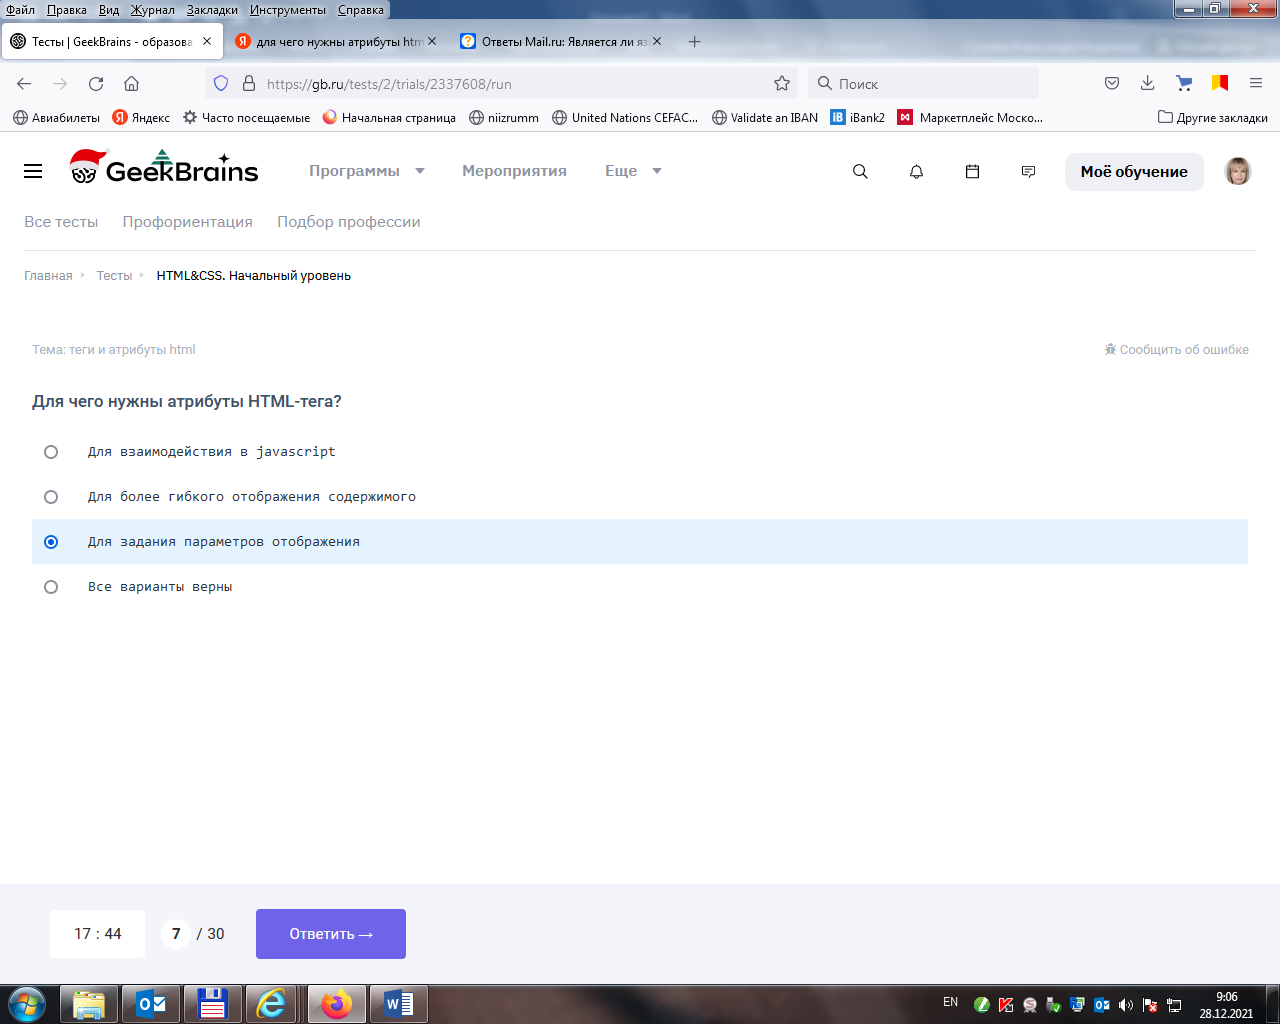 Файл Правка Вид Журнал Закладки Инструменты Справка
Тесты | GeekBrains - образова
для чего нужны атрибуты htm
Ответы Mail.ru: Является ли яз
https://gb.ru/tests/2/trials/2337608/run
Поиск
Авиабилеты Яндекс Часто посещаемые Начальная страница niizrumm United Nations CEFAC... Validate an IBAN iBank2 Маркетплейс Моско... Другие закладки
GeekBrains Программы Мероприятия Еще Моё обучение
Все тесты Профориентация Подбор профессии
Главная Тесты HTML&CSS. Начальный уровень
Тема: теги и атрибуты html
Сообщить об ошибке
Для чего нужны атрибуты HTML-тега?
Для взаимодействия в javascript
Для более гибкого отображения содержимого
Для задания параметров отображения
Все варианты верны
17 : 44 7 / 30 Ответить →
EN
9:06
28.12.2021